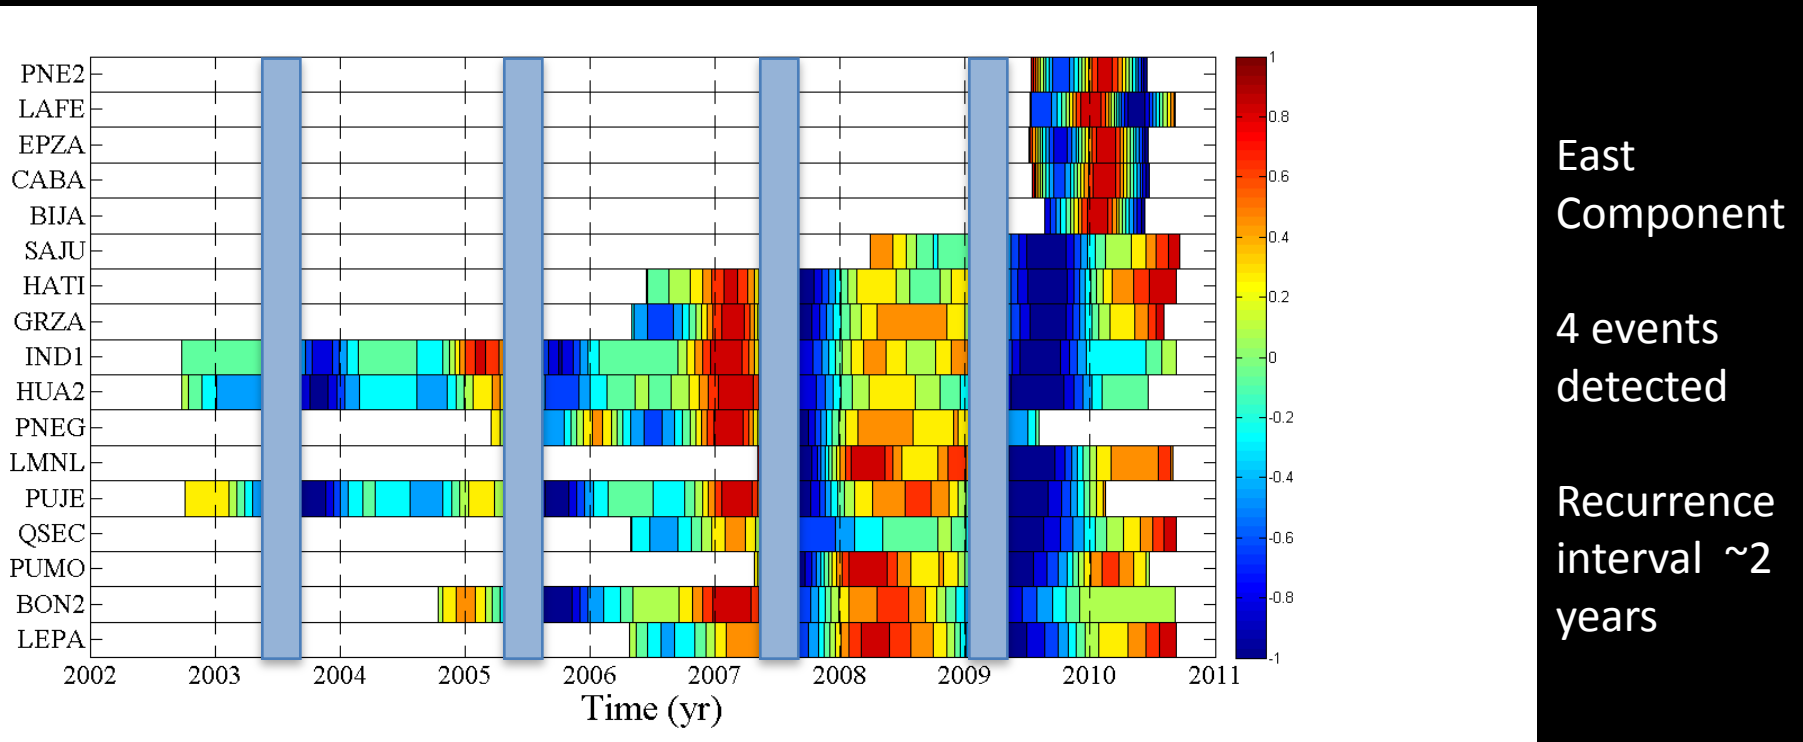 PNE2
LAFE
EPZA
CABA
BIJA
SAJU
HATI
GRZA
IND1
HUA2
PNEG
LMNL
PUJE
QSEC
PUMO
BON2
LEPA
2002 2003 2004 2005 2006 2007 2008 2009 2010 2011
Time (yr)
1
0.8
0.6
0.4
0.2
0
-0.2
-0.4
-0.6
-0.8
-1
East
Component
4 events
detected
Recurrence
interval ~2
years